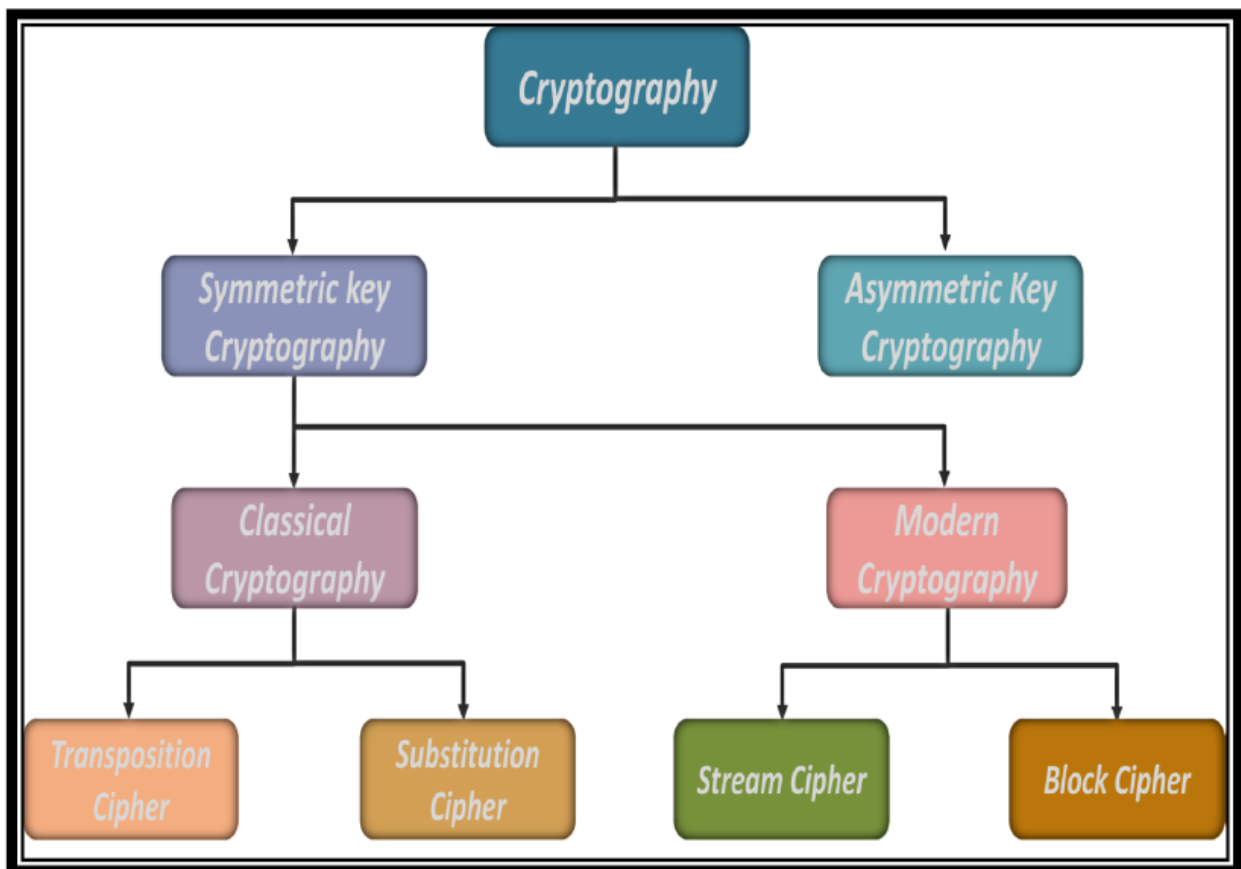 Cryptography
Symmetric key
Cryptography
Asymmetric Key
Cryptography
Classical
Cryptography
Modern
Cryptography
Transposition
Cipher
Substitution
Cipher
Stream Cipher
Block Cipher